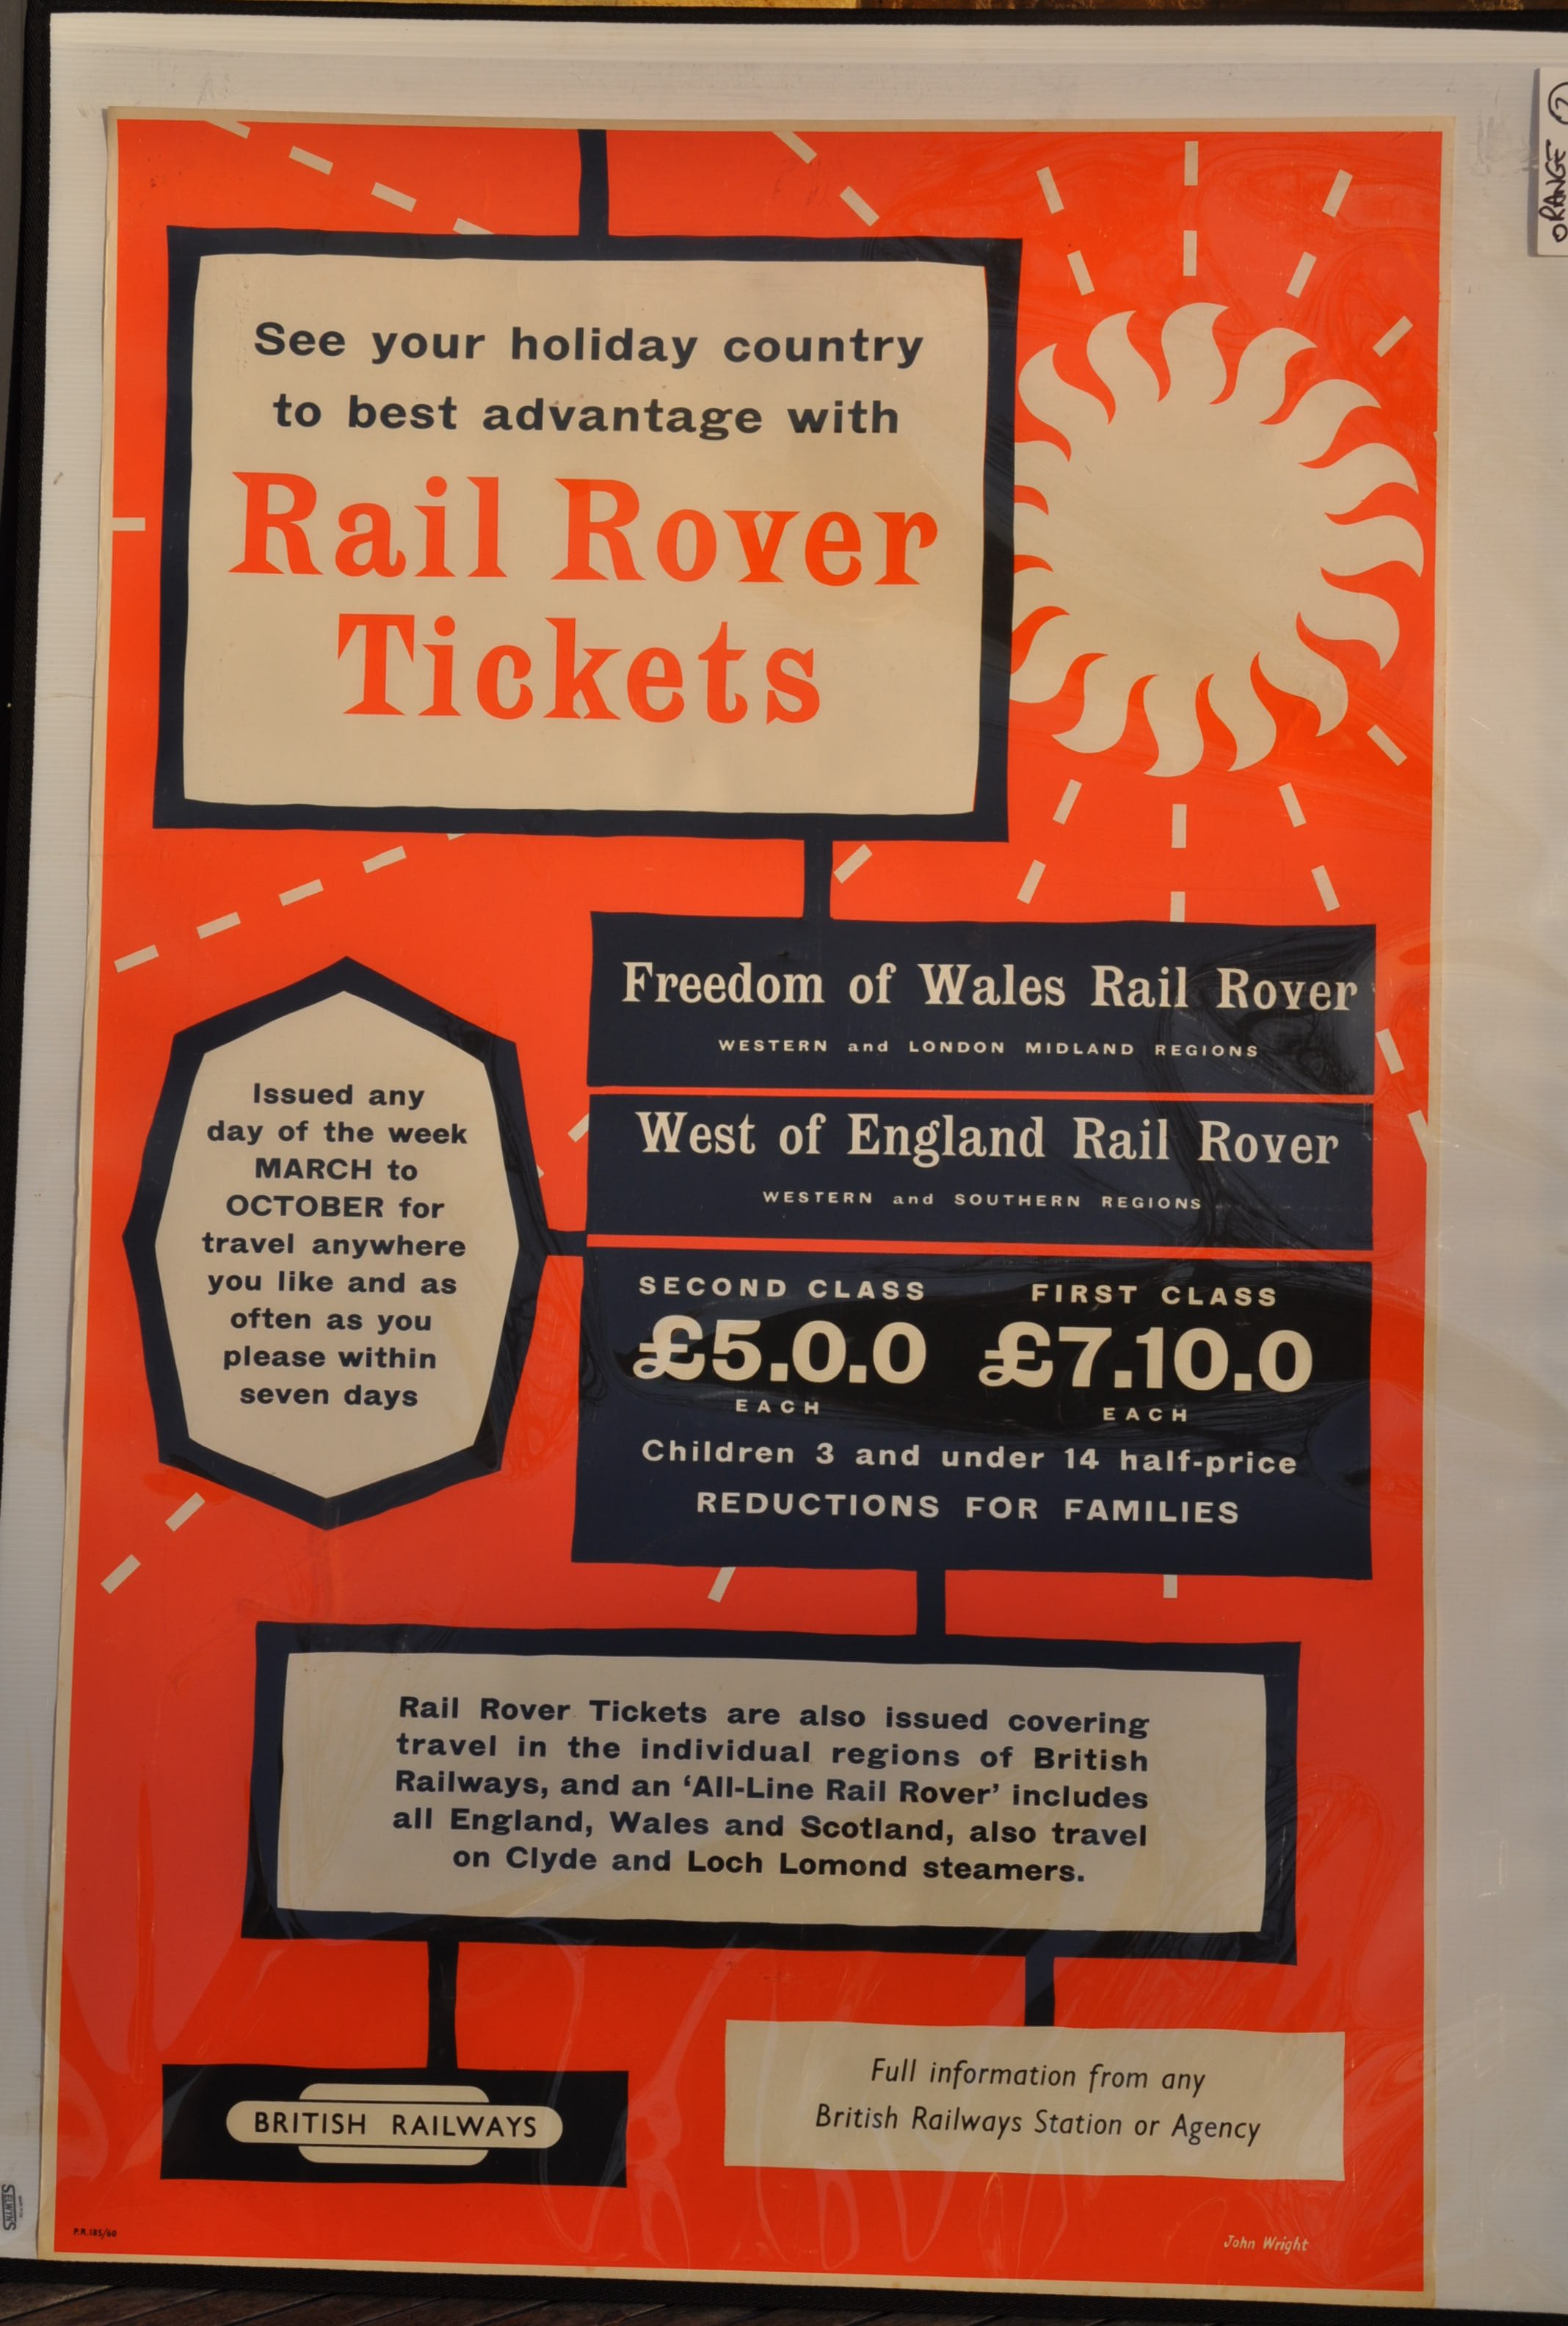 ORANGE 2
See your holiday country
to best advantage with
Rail Rover
Tickets
Freedom of Wales Rail Rover
WESTERN and LONDON MIDLAND REGIONS
West of England Rail Rover
WESTERN and SOUTHERN REGIONS
Issued any
day of the week
MARCH to
OCTOBER for
travel anywhere
you like and as
often as you
please within
seven days
SECOND CLASS FIRST CLASS
£5.0.0 £7.10.0
EACH EACH
Children 3 and under 14 half-price
REDUCTIONS FOR FAMILIES
Rail Rover Tickets are also issued covering
travel in the individual regions of British
Railways, and an ‘All-Line Rail Rover’ includes
all England, Wales and Scotland, also travel
on Clyde and Loch Lomond steamers.
BRITISH RAILWAYS
Full information from any
British Railways Station or Agency
P.R.185/60
John Wright
SELWYNS